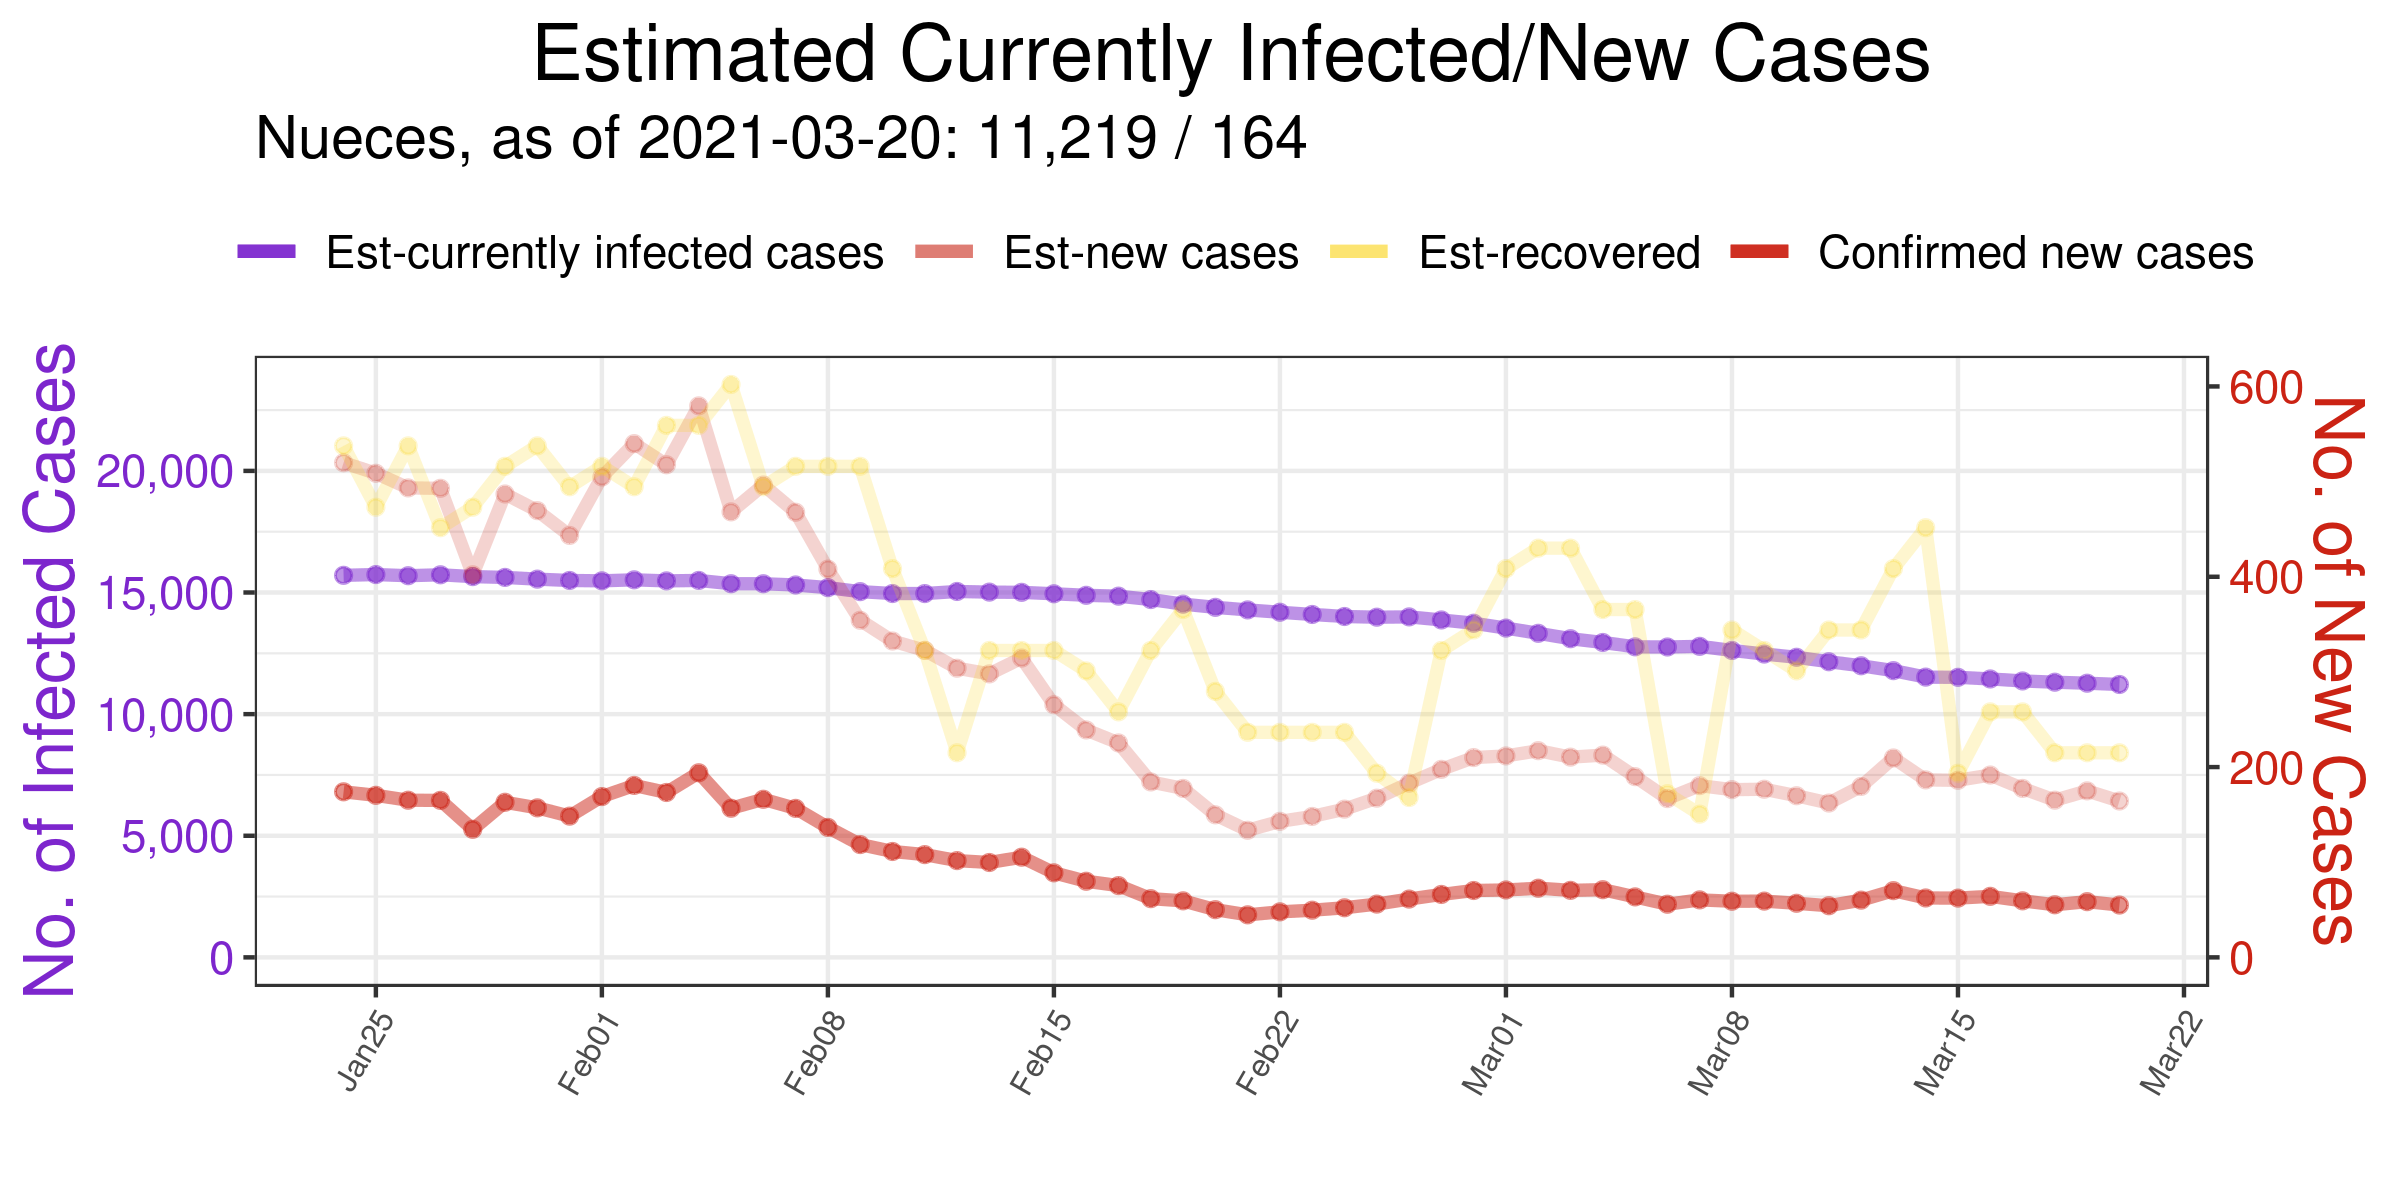 Estimated Currently Infected/New Cases
Nueces, as of 2021-03-20: 11,219 / 164
Est-currently infected cases
Est-new cases
Est-recovered
Confirmed new cases
No. of Infected Cases
20,000
15,000
10,000
5,000
0
600
400
200
0
No. of New Cases
Jan25
Feb01
Feb08
Feb15
Feb22
Mar01
Mar08
Mar15
Mar22